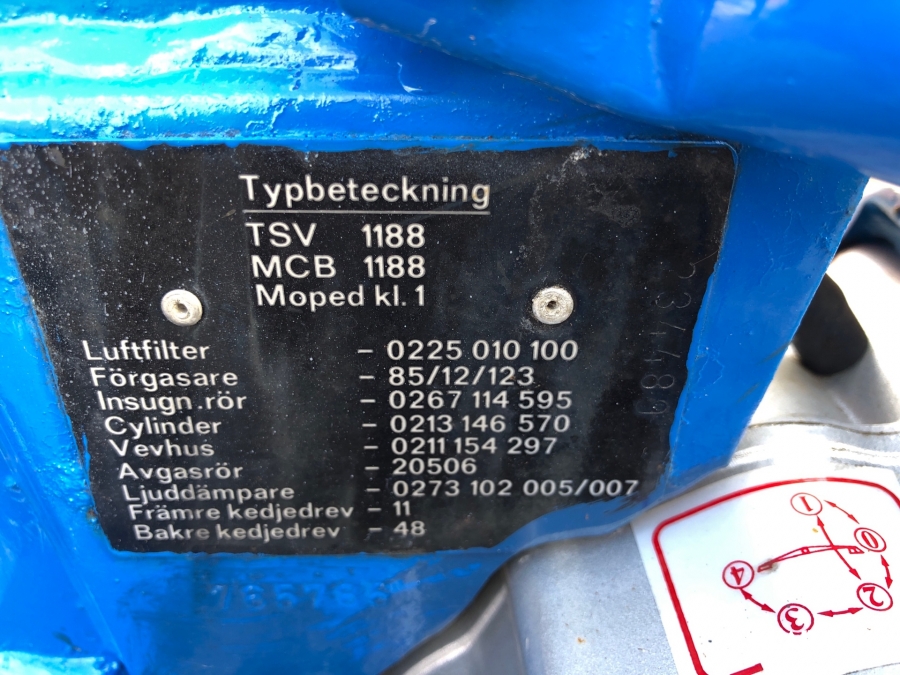 Typbeteckning
TSV 1188
MCB 1188
Moped kl. 1
Luftfilter – 0225 010 100
Förgasare – 85/12/123
Insugn.rör – 0267 114 595
Cylinder – 0213 146 570
Vevhus – 0211 154 297
Avgasrör – 20506
Ljuddämpare – 0273 102 005/007
Främre kedjedrev – 11
Bakre kedjedrev – 48
1
0
4
2
3